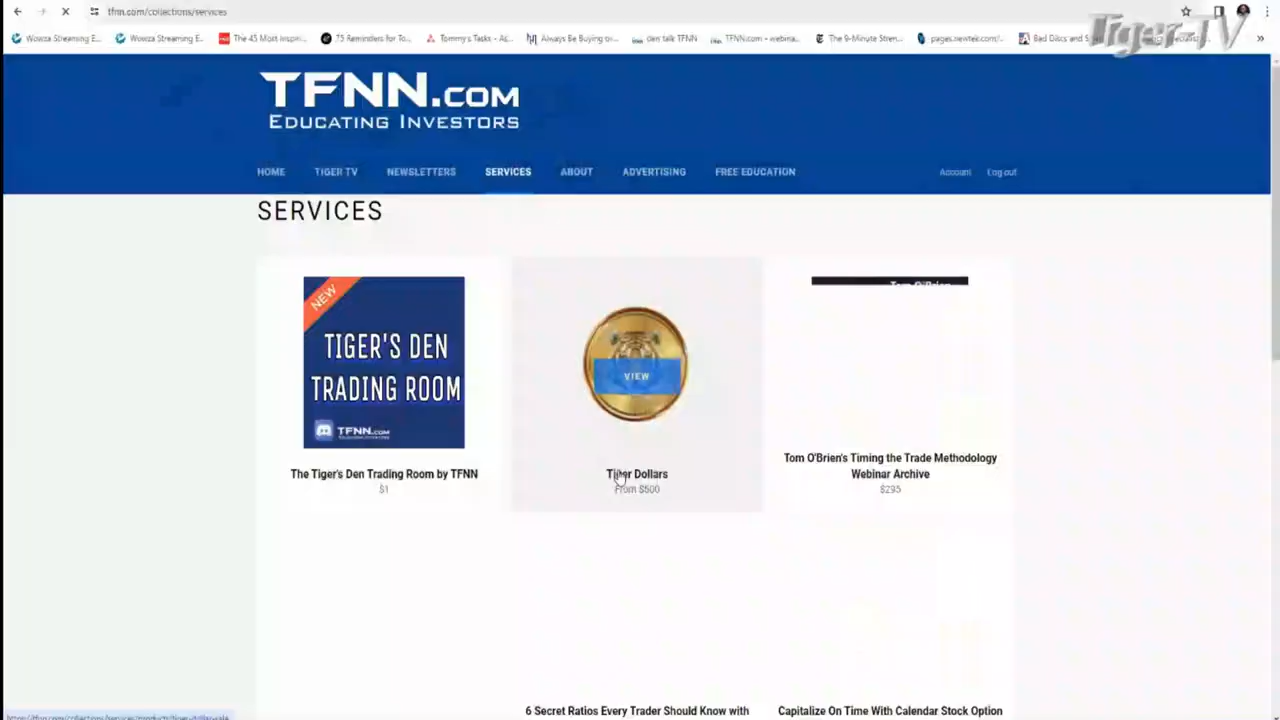 tfnn.com/collections/services
Wowza Streaming E... Wowza Streaming E... The 45 Most Inspiri... 75 Reminders for To... Tommy's Tasks - As... Always Be Buying to... den talk TFNN TFNN.com - webina... The 9-Minute Stren... pages.newtek.com/... Bad Discs and
Tiger-TV
TFNN.COM
EDUCATING INVESTORS
HOME TIGER TV NEWSLETTERS SERVICES ABOUT ADVERTISING FREE EDUCATION Account Log out
SERVICES
NEW
TIGER'S DEN
TRADING ROOM
TFNN.COM
VIEW
Tom O'Brien
The Tiger's Den Trading Room by TFNN
$1
Tiger Dollars
From $500
Tom O'Brien's Timing the Trade Methodology
Webinar Archive
$295
6 Secret Ratios Every Trader Should Know with
Capitalize On Time With Calendar Stock Option